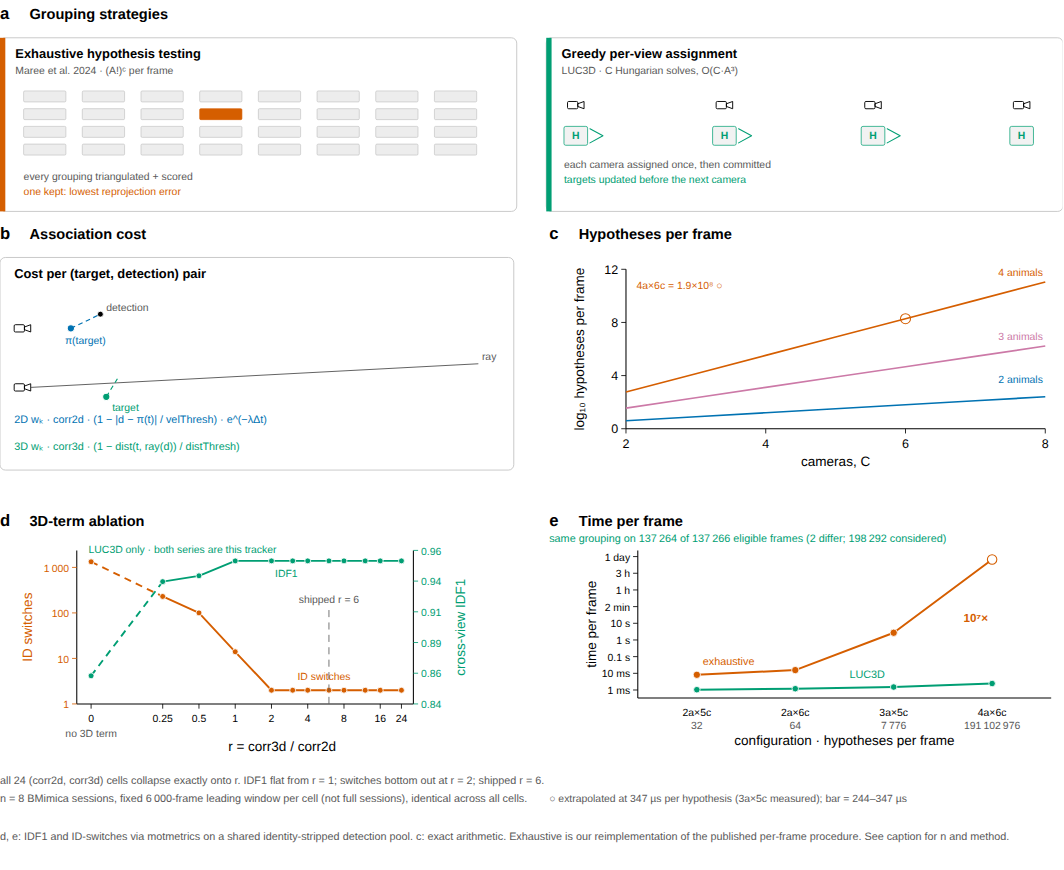 a Grouping strategies
Exhaustive hypothesis testing
Maree et al. 2024 · (A!)ᶜ per frame
every grouping triangulated + scored
one kept: lowest reprojection error
Greedy per-view assignment
LUC3D · C Hungarian solves, O(C·A³)
H H H H
each camera assigned once, then committed
targets updated before the next camera
b Association cost
Cost per (target, detection) pair
detection
π(target)
ray
target
2D wₖ · corr2d · (1 − |d − π(t)| / velThresh) · e^(−λΔt)
3D wₖ · corr3d · (1 − dist(t, ray(d)) / distThresh)
c Hypotheses per frame
log₁₀ hypotheses per frame
12
8
4
0
4a×6c = 1.9×10⁸ ○
4 animals
3 animals
2 animals
2 4 6 8
cameras, C
d 3D-term ablation
LUC3D only · both series are this tracker
ID switches
1 000
100
10
1
IDF1
shipped r = 6
ID switches
0.96
0.94
0.91
0.89
0.86
0.84
cross-view IDF1
0 0.25 0.5 1 2 4 8 16 24
no 3D term
r = corr3d / corr2d
e Time per frame
same grouping on 137 264 of 137 266 eligible frames (2 differ; 198 292 considered)
time per frame
1 day
3 h
1 h
2 min
10 s
1 s
0.1 s
10 ms
1 ms
10⁷×
exhaustive
LUC3D
2a×5c 2a×6c 3a×5c 4a×6c
32 64 7 776 191 102 976
configuration · hypotheses per frame
all 24 (corr2d, corr3d) cells collapse exactly onto r. IDF1 flat from r = 1; switches bottom out at r = 2; shipped r = 6.
n = 8 BMimica sessions, fixed 6 000-frame leading window per cell (not full sessions), identical across all cells.
○ extrapolated at 347 µs per hypothesis (3a×5c measured); bar = 244–347 µs
d, e: IDF1 and ID-switches via motmetrics on a shared identity-stripped detection pool. c: exact arithmetic. Exhaustive is our reimplementation of the published per-frame procedure. See caption for n and method.